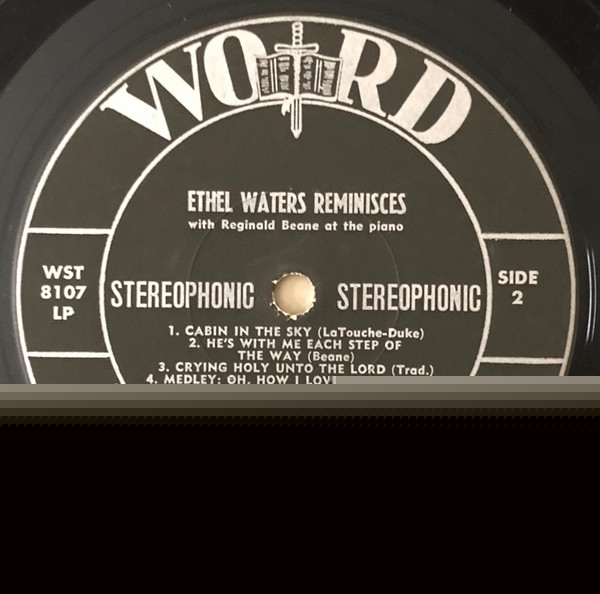 WORD
ETHEL WATERS REMINISCES
with Reginald Beane at the piano
WST
8107
LP
STEREOPHONIC STEREOPHONIC
SIDE
2
1. CABIN IN THE SKY (LaTouche-Duke)
2. HE'S WITH ME EACH STEP OF
THE WAY (Beane)
3. CRYING HOLY UNTO THE LORD (Trad.)
4. MEDLEY: OH, HOW I